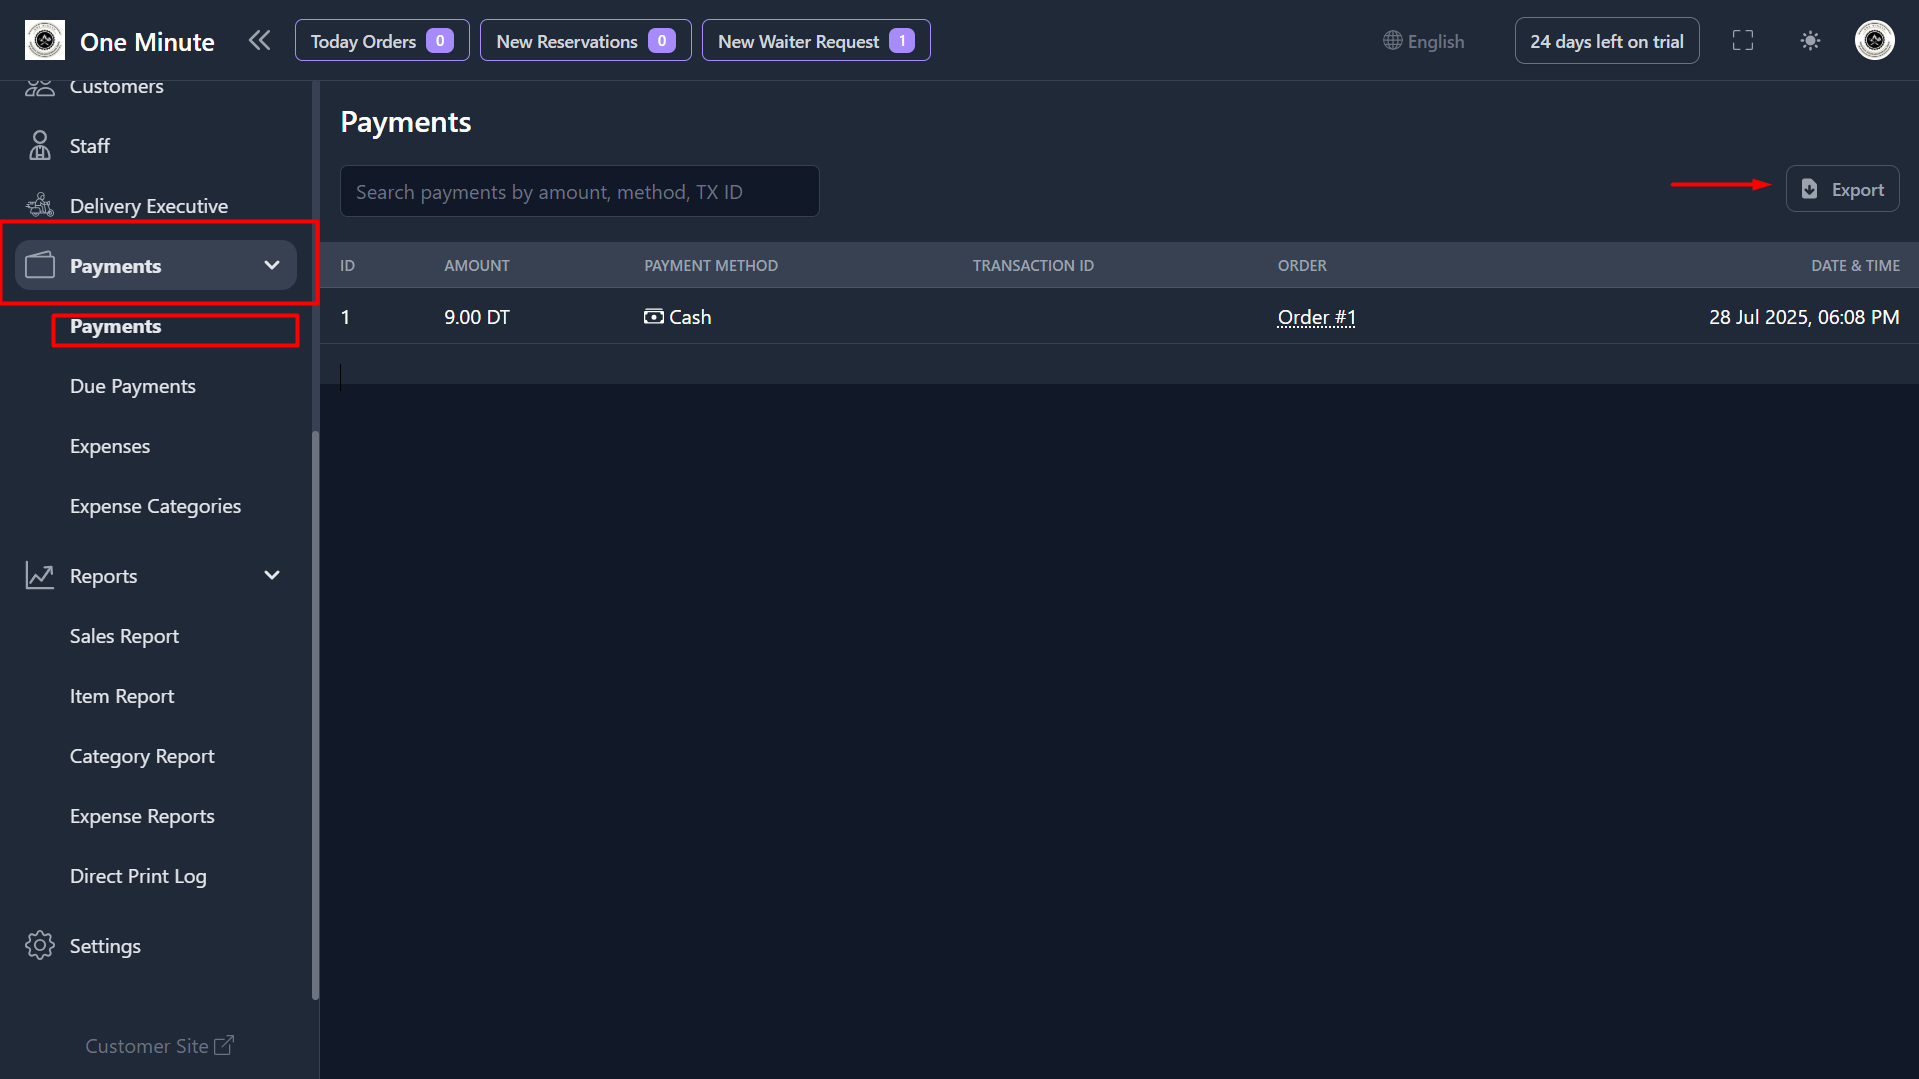 One Minute
Today Orders 0
New Reservations 0
New Waiter Request 1
English
24 days left on trial
Customers
Staff
Delivery Executive
Payments
Payments
Due Payments
Expenses
Expense Categories
Reports
Sales Report
Item Report
Category Report
Expense Reports
Direct Print Log
Settings
Customer Site
Payments
Search payments by amount, method, TX ID
Export
ID AMOUNT PAYMENT METHOD TRANSACTION ID ORDER DATE & TIME
1 9.00 DT Cash Order #1 28 Jul 2025, 06:08 PM